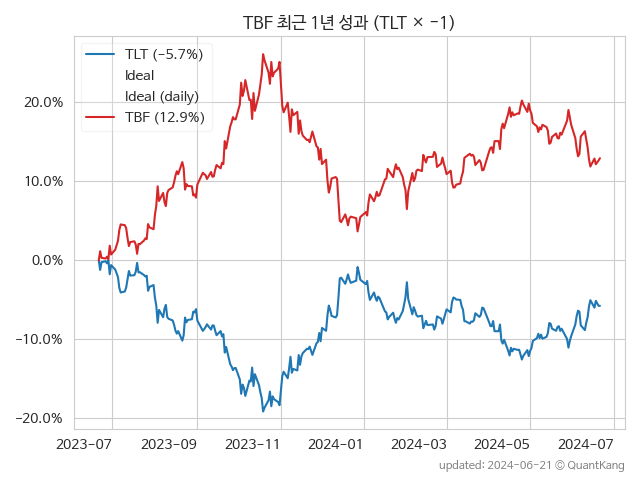 TBF 최근 1년 성과 (TLT × −1)
TLT (−5.7%)
Ideal
Ideal (daily)
TBF (12.9%)
20.0%
10.0%
0.0%
−10.0%
−20.0%
2023-07 2023-09 2023-11 2024-01 2024-03 2024-05 2024-07
updated: 2024-06-21 © QuantKang